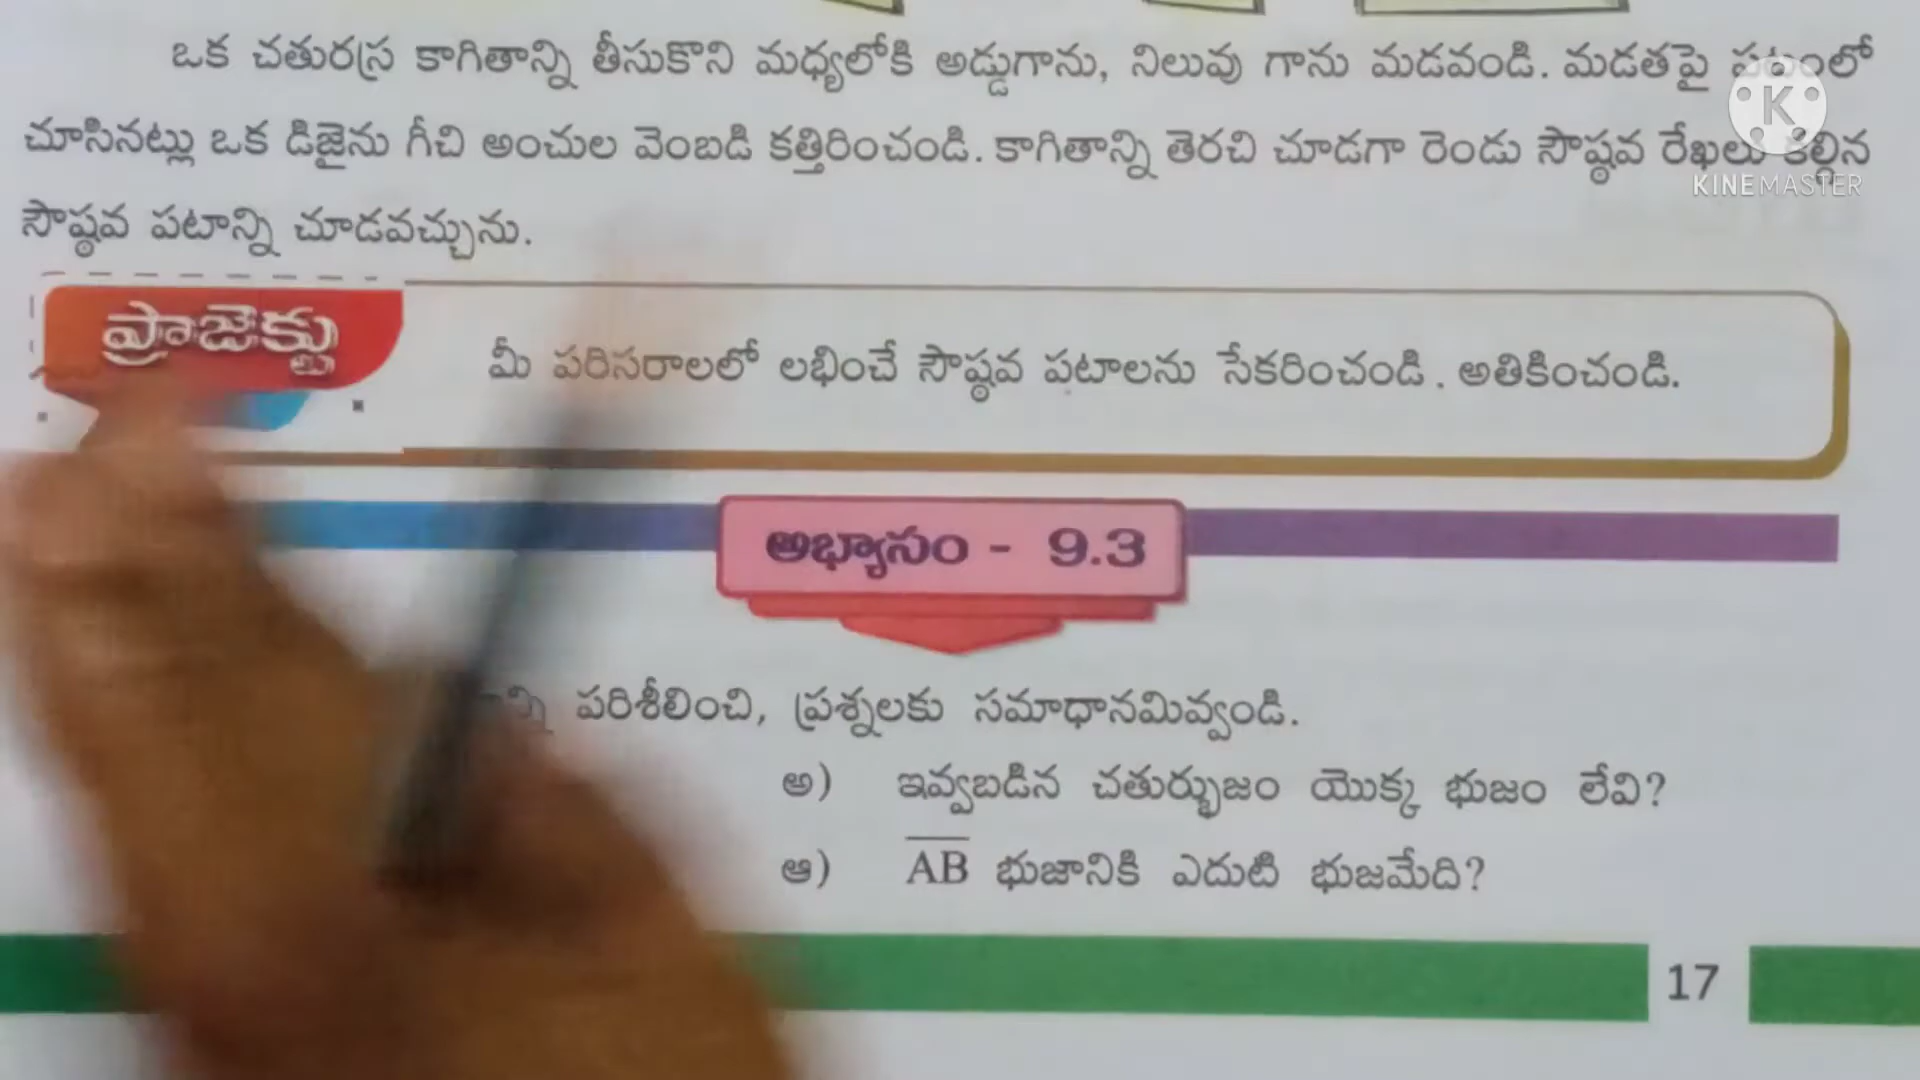 ఒక చతురస్ర కాగితాన్ని తీసుకొని మధ్యలోకి అడ్డుగాను, నిలువు గాను మడవండి. మడతపై పటంలో
చూసినట్లు ఒక డిజైను గీచి అంచుల వెంబడి కత్తిరించండి. కాగితాన్ని తెరచి చూడగా రెండు సౌష్ఠవ రేఖలు కల్గిన
సౌష్ఠవ పటాన్ని చూడవచ్చును.
K
KINEMASTER
ప్రాజెక్టు
మీ పరిసరాలలో లభించే సౌష్ఠవ పటాలను సేకరించండి. అతికించండి.
అభ్యాసం - 9.3
పరిశీలించి, ప్రశ్నలకు సమాధానమివ్వండి.
అ) ఇవ్వబడిన చతుర్భుజం యొక్క భుజం లేవి?
ఆ) AB భుజానికి ఎదుటి భుజమేది?
17